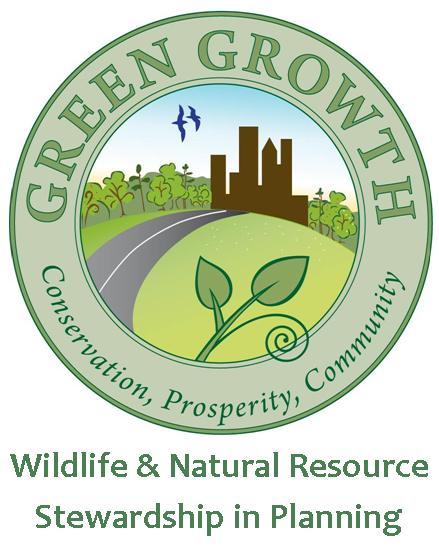 GREEN GROWTH
Conservation, Prosperity, Community
Wildlife & Natural Resource
Stewardship in Planning